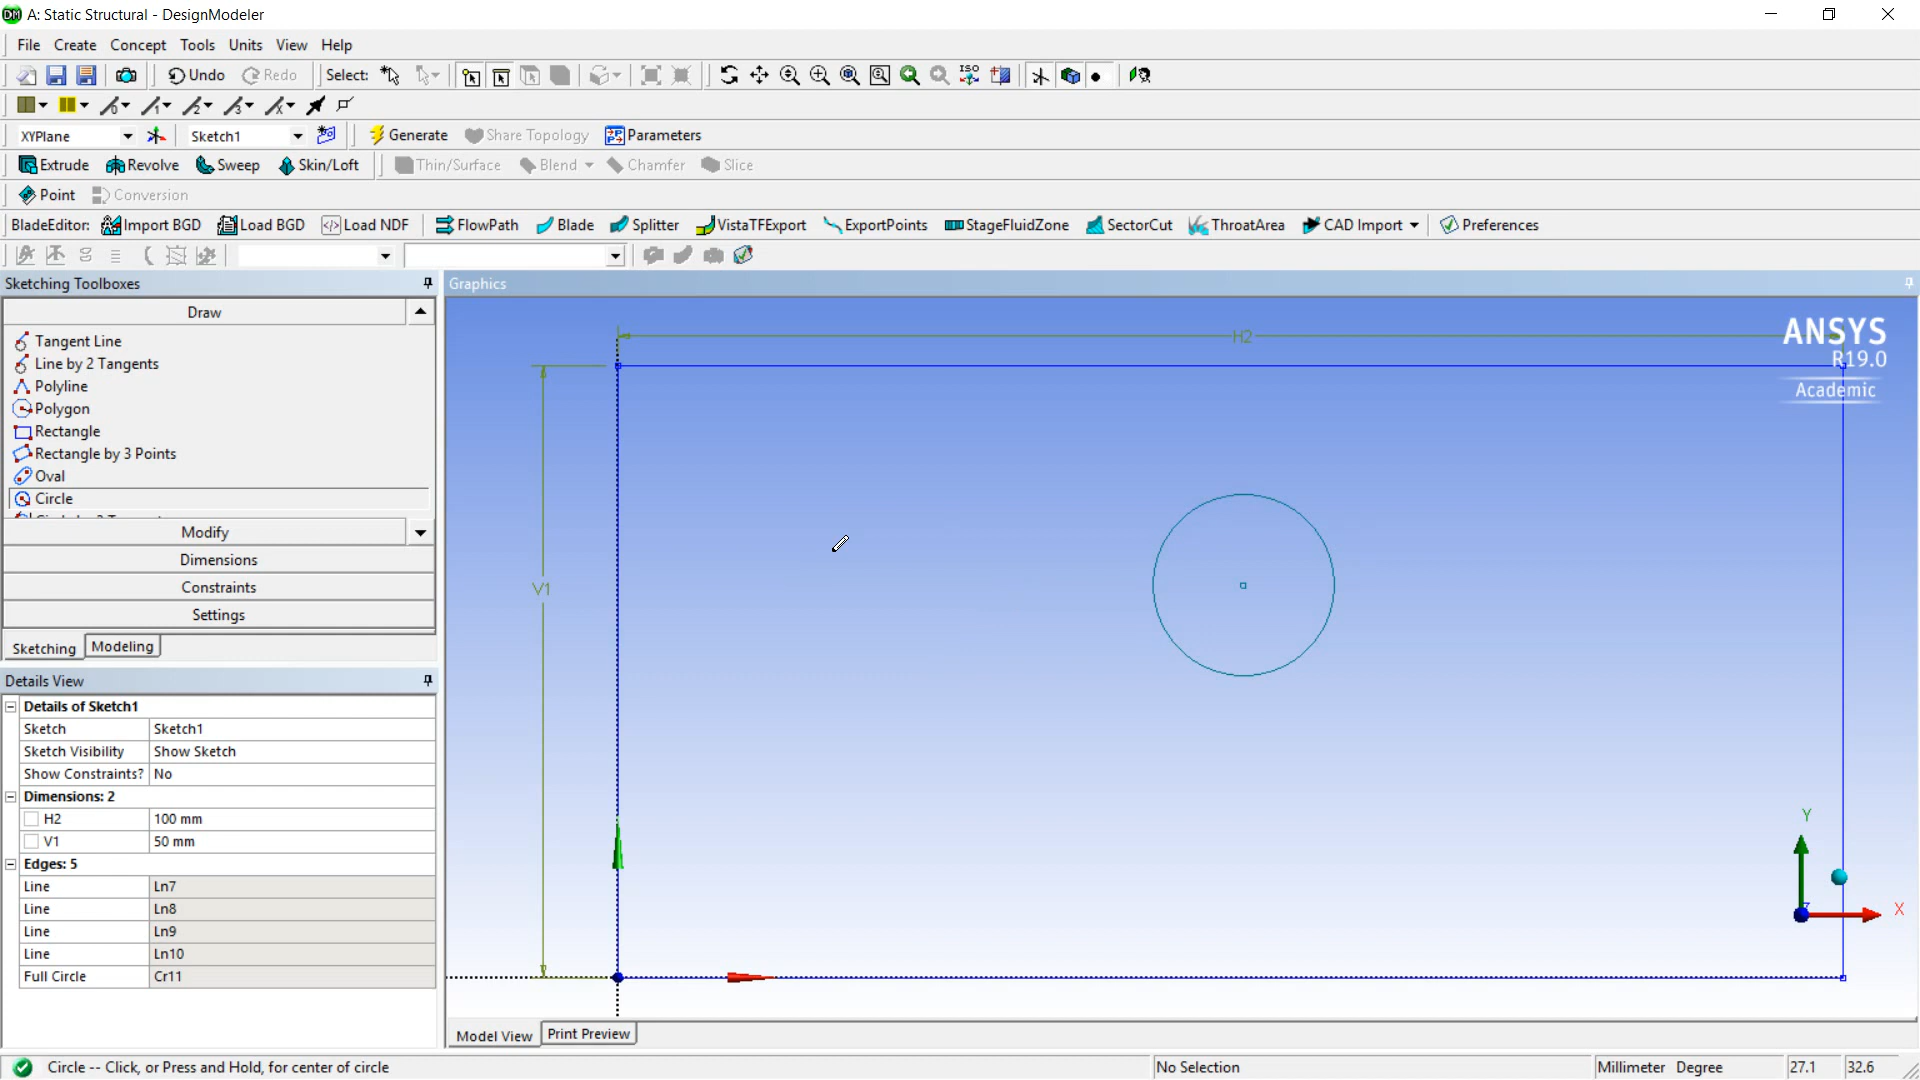 A: Static Structural - DesignModeler
File Create Concept Tools Units View Help
Undo Redo Select: ISO
XYPlane Sketch1 Generate Share Topology Parameters
Extrude Revolve Sweep Skin/Loft Thin/Surface Blend Chamfer Slice
Point Conversion
BladeEditor: Import BGD Load BGD Load NDF FlowPath Blade Splitter VistaTFExport ExportPoints StageFluidZone SectorCut ThroatArea CAD Import Preferences
Sketching Toolboxes
Draw
Tangent Line
Line by 2 Tangents
Polyline
Polygon
Rectangle
Rectangle by 3 Points
Oval
Circle
Modify
Dimensions
Constraints
Settings
Sketching Modeling
Details View
Details of Sketch1
Sketch Sketch1
Sketch Visibility Show Sketch
Show Constraints? No
Dimensions: 2
H2 100 mm
V1 50 mm
Edges: 5
Line Ln7
Line Ln8
Line Ln9
Line Ln10
Full Circle Cr11
Graphics
H2
ANSYS
R19.0
Academic
V1
Y
X
Model View Print Preview
Circle -- Click, or Press and Hold, for center of circle No Selection Millimeter Degree 27.1 32.6